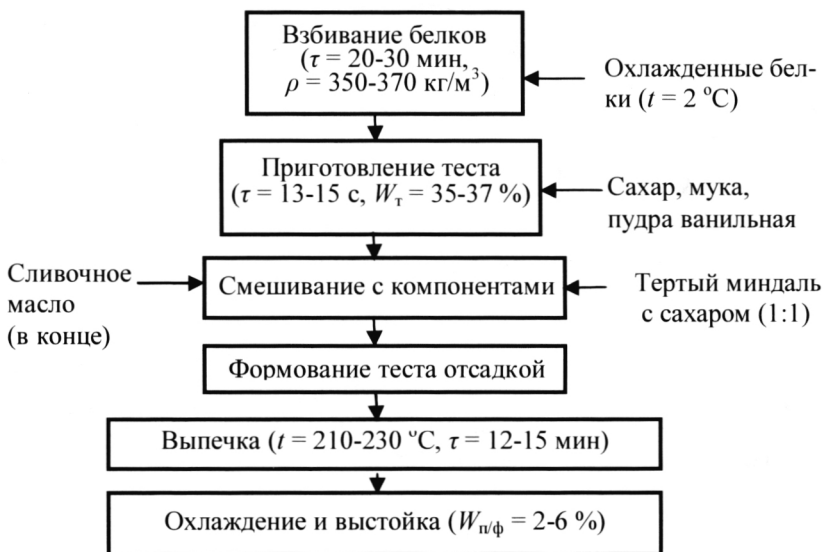 Взбивание белков
(τ = 20-30 мин,
ρ = 350-370 кг/м³)
Охлажденные бел-
ки (t = 2 °С)
Приготовление теста
(τ = 13-15 с, Wт = 35-37 %)
Сахар, мука,
пудра ванильная
Сливочное
масло
(в конце)
Смешивание с компонентами
Тертый миндаль
с сахаром (1:1)
Формование теста отсадкой
Выпечка (t = 210-230 °С, τ = 12-15 мин)
Охлаждение и выстойка (Wп/ф = 2-6 %)